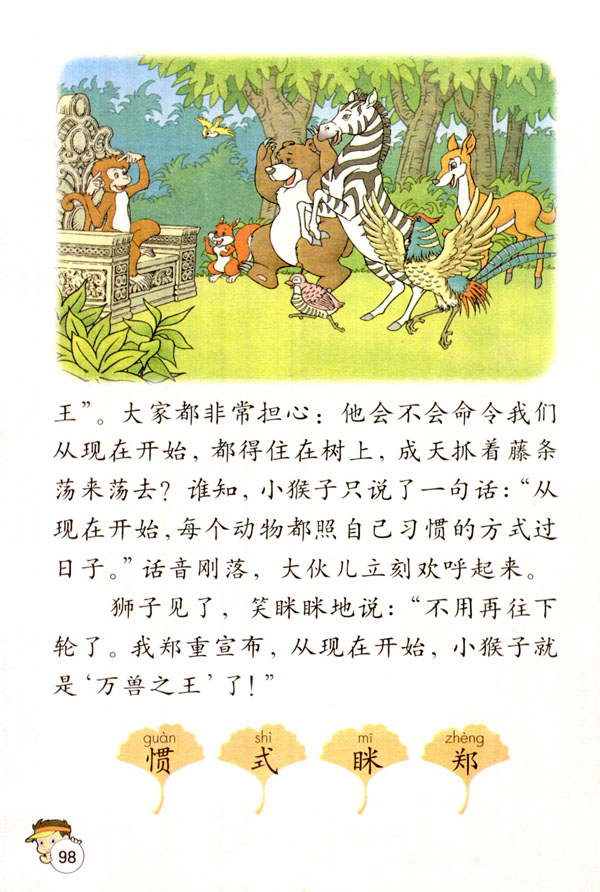 王”。大家都非常担心：他会不会命令我们
从现在开始，都得住在树上，成天抓着藤条
荡来荡去？谁知，小猴子只说了一句话：“从
现在开始，每个动物都照自己习惯的方式过
日子。”话音刚落，大伙儿立刻欢呼起来。
狮子见了，笑眯眯地说：“不用再往下
轮了。我郑重宣布，从现在开始，小猴子就
是‘万兽之王’了！”
guàn shì mī zhèng
惯 式 眯 郑
98